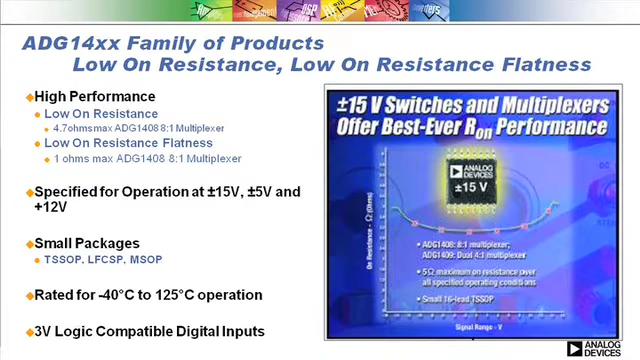 ADG14xx Family of Products
Low On Resistance, Low On Resistance Flatness
High Performance
Low On Resistance
4.7ohmsmax ADG1408 8:1 Multiplexer
Low On Resistance Flatness
1 ohms max ADG1408 8:1 Multiplexer
Specified for Operation at ±15V, ±5V and
+12V
Small Packages
TSSOP, LFCSP, MSOP
Rated for -40°C to 125°C operation
3V Logic Compatible Digital Inputs
±15 V Switches and Multiplexers
Offer Best-Ever RON Performance
ANALOG
DEVICES
±15 V
On Resistance - Ω (Ohms)
• ADG1408: 8:1 multiplexer;
ADG1409: Dual 4:1 multiplexer
• 5Ω maximum on resistance over
all specified operating conditions
• Small 16-lead TSSOP
Signal Range - V
ANALOG
DEVICES